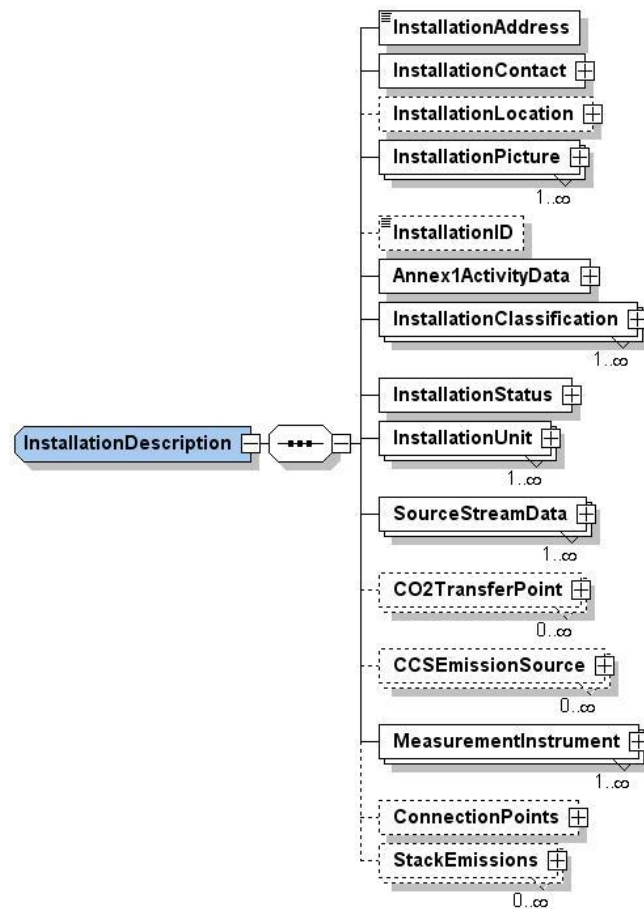 InstallationAddress
InstallationContact
InstallationLocation
InstallationPicture
1..∞
InstallationID
Annex1ActivityData
InstallationClassification
1..∞
InstallationStatus
InstallationDescription
InstallationUnit
1..∞
SourceStreamData
1..∞
CO2TransferPoint
0..∞
CCSEmissionSource
0..∞
MeasurementInstrument
1..∞
ConnectionPoints
StackEmissions
0..∞